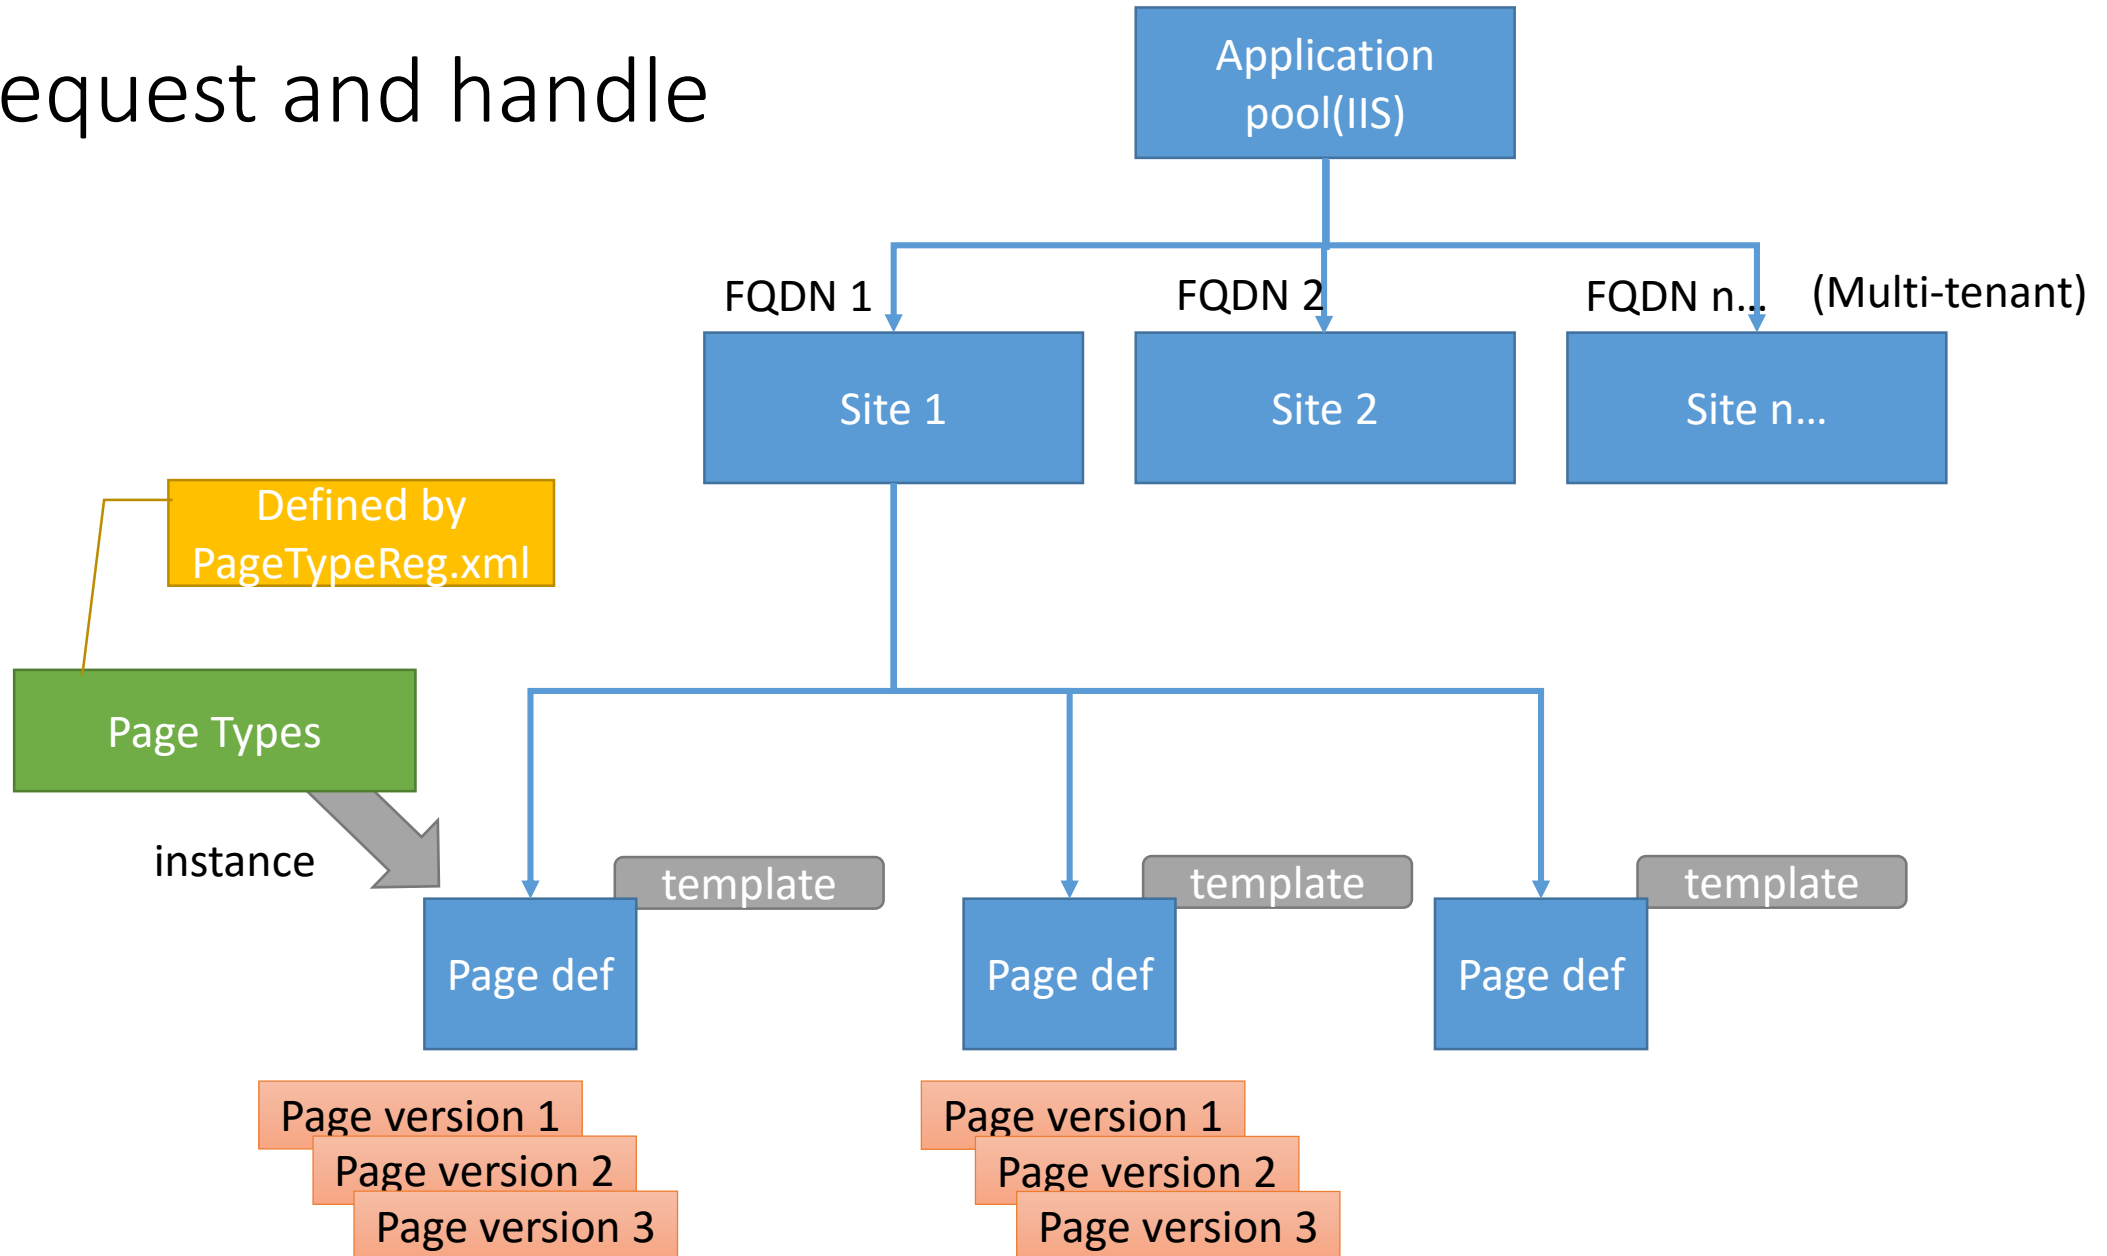 equest and handle
Application
pool(IIS)
FQDN 1
FQDN 2
FQDN n...
(Multi-tenant)
Site 1
Site 2
Site n...
Defined by
PageTypeReg.xml
Page Types
instance
template
template
template
Page def
Page def
Page def
Page version 1
Page version 1
Page version 2
Page version 2
Page version 3
Page version 3